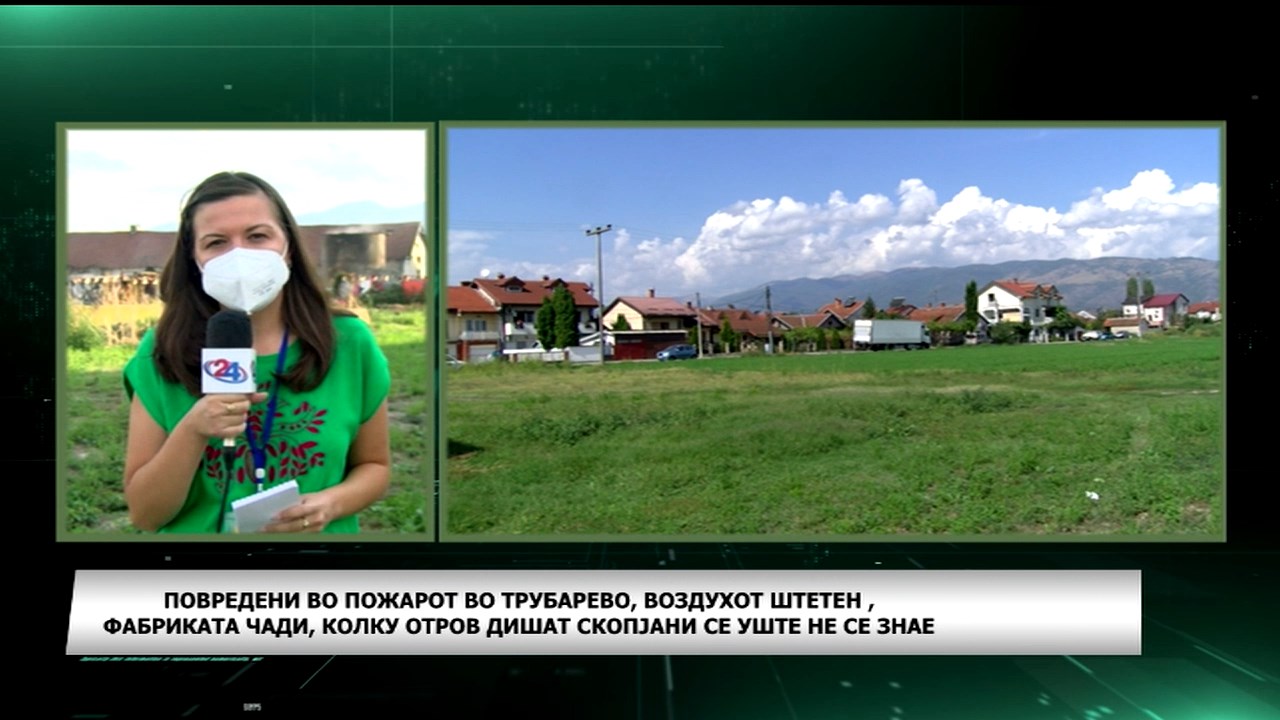 24
ПОВРЕДЕНИ ВО ПОЖАРОТ ВО ТРУБАРЕВО, ВОЗДУХОТ ШТЕТЕН ,
ФАБРИКАТА ЧАДИ, КОЛКУ ОТРОВ ДИШАТ СКОПЈАНИ СЕ УШТЕ НЕ СЕ ЗНАЕ